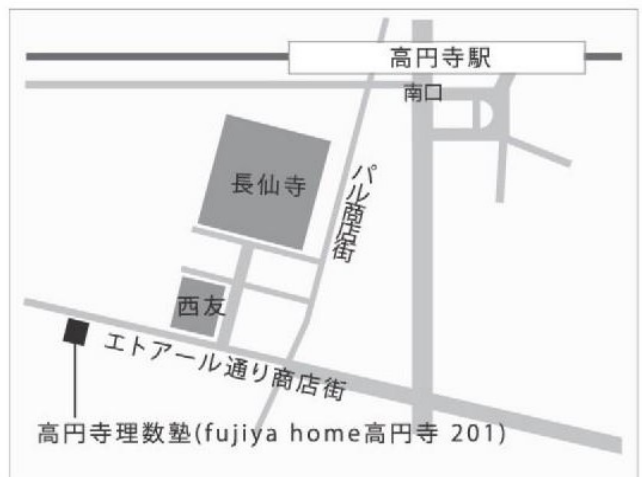 高円寺駅
南口
長仙寺
パル商店街
西友
エトアール通り商店街
高円寺理数塾(fujiya home高円寺 201)